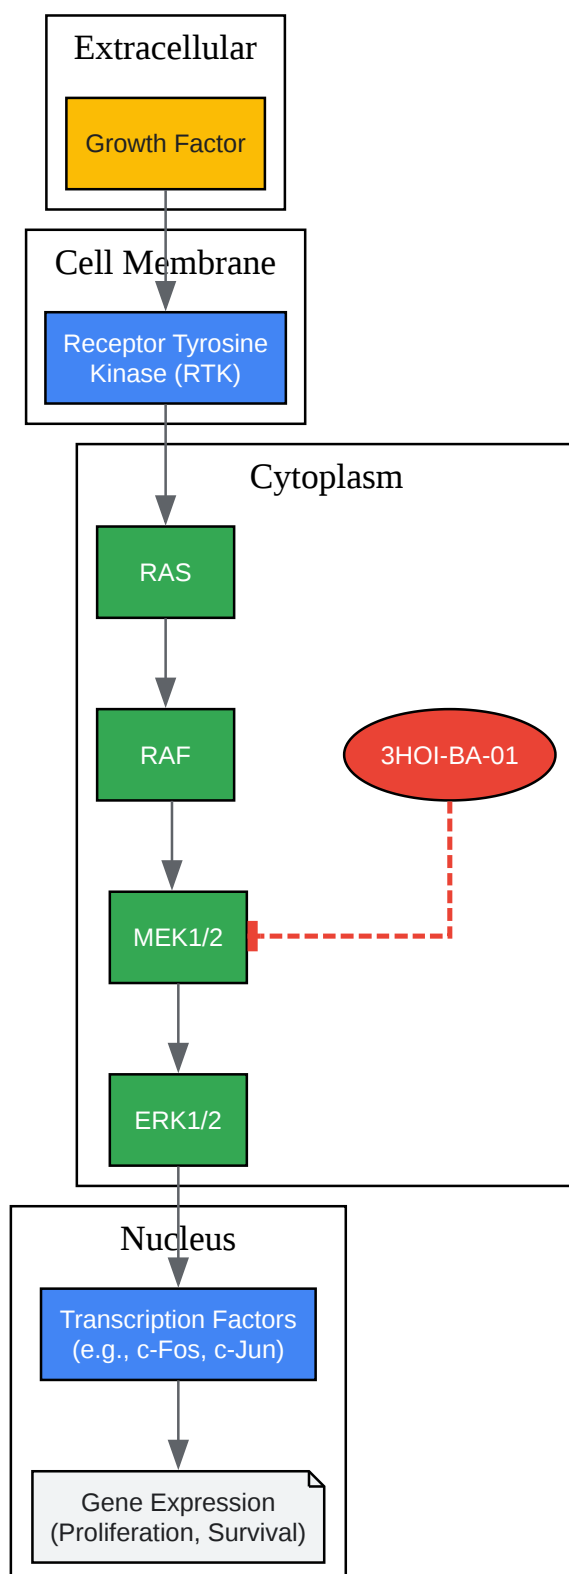 Extracellular
Growth Factor
Cell Membrane
Receptor Tyrosine
Kinase (RTK)
Cytoplasm
RAS
RAF
3HOI-BA-01
MEK1/2
ERK1/2
Nucleus
Transcription Factors
(e.g., c-Fos, c-Jun)
Gene Expression
(Proliferation, Survival)